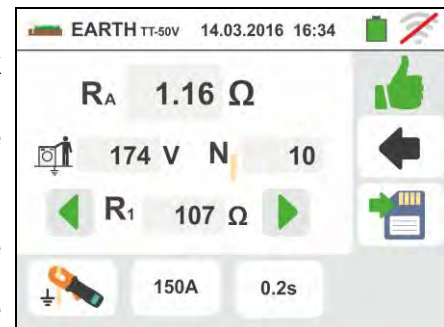 EARTH TT-50V 14.03.2016 16:34
RA 1.16 Ω
174 V N 10
R1 107 Ω
150A 0.2s